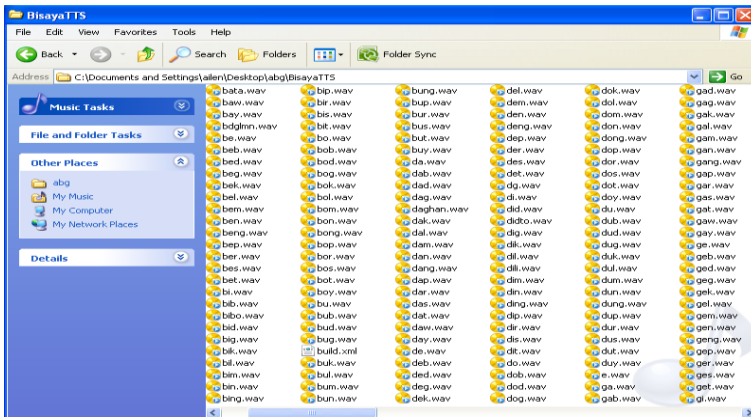 BisayaTTS
File Edit View Favorites Tools Help
Back Search Folders Folder Sync
Address C:\Documents and Settings\ailen\Desktop\abg\BisayaTTS Go
Music Tasks
File and Folder Tasks
Other Places
abg
My Music
My Computer
My Network Places
Details
bata.wav bip.wav bung.wav del.wav dok.wav gad.wav
baw.wav bir.wav bup.wav dem.wav dol.wav gag.wav
bay.wav bis.wav bur.wav den.wav dom.wav gak.wav
bdglmn.wav bit.wav bus.wav deng.wav don.wav gal.wav
be.wav bo.wav but.wav dep.wav dong.wav gam.wav
beb.wav bob.wav buy.wav der.wav dop.wav gan.wav
bed.wav bod.wav da.wav des.wav dor.wav gang.wav
beg.wav bog.wav dab.wav det.wav dos.wav gap.wav
bek.wav bok.wav dad.wav dg.wav dot.wav gar.wav
bel.wav bol.wav dag.wav di.wav doy.wav gas.wav
bem.wav bom.wav daghan.wav did.wav du.wav gat.wav
ben.wav bon.wav dak.wav didto.wav dub.wav gaw.wav
beng.wav bong.wav dal.wav dig.wav dud.wav gay.wav
bep.wav bop.wav dam.wav dik.wav dug.wav ge.wav
ber.wav bor.wav dan.wav dil.wav duk.wav geb.wav
bes.wav bos.wav dang.wav dili.wav dul.wav ged.wav
bet.wav bot.wav dap.wav dim.wav dum.wav geg.wav
bi.wav boy.wav dar.wav din.wav dun.wav gek.wav
bib.wav bu.wav das.wav ding.wav dung.wav gel.wav
bibo.wav bub.wav dat.wav dip.wav dup.wav gem.wav
bid.wav bud.wav daw.wav dir.wav dur.wav gen.wav
big.wav bug.wav day.wav dis.wav dus.wav geng.wav
bik.wav build.xml de.wav dit.wav dut.wav gep.wav
bil.wav buk.wav deb.wav do.wav duy.wav ger.wav
bim.wav bul.wav ded.wav dob.wav e.wav ges.wav
bin.wav bum.wav deg.wav dod.wav ga.wav get.wav
bing.wav bun.wav dek.wav dog.wav gab.wav gi.wav